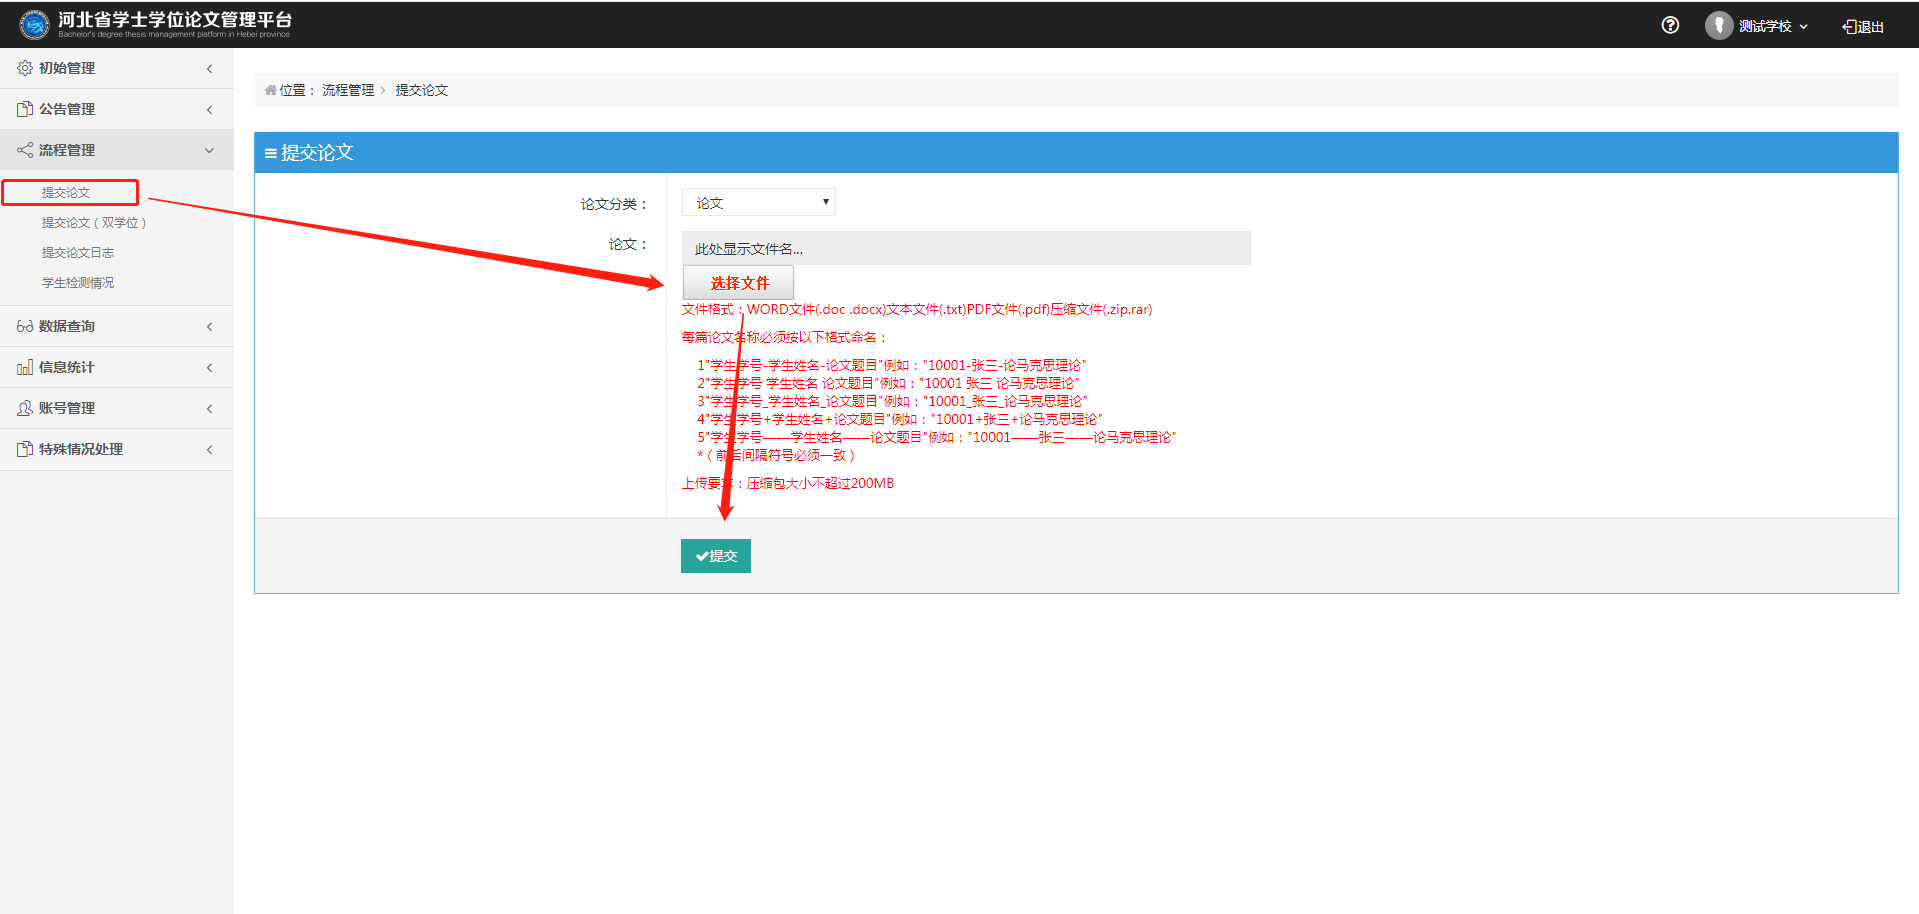 河北省学士学位论文管理平台
Bachelor's degree thesis management platform in Hebei province
测试学校
退出
初始管理
公告管理
流程管理
提交论文
提交论文（双学位）
提交论文日志
学生检测情况
数据查询
信息统计
账号管理
特殊情况处理
位置： 流程管理 > 提交论文
提交论文
论文分类： 论文
论文： 此处显示文件名...
选择文件
文件格式：WORD文件(.doc .docx)文本文件(.txt)PDF文件(.pdf)压缩文件(.zip.rar)
每篇论文名称必须按以下格式命名：
1"学生学号-学生姓名-论文题目"例如："10001-张三-论马克思理论"
2"学生学号 学生姓名 论文题目"例如："10001 张三 论马克思理论"
3"学生学号_学生姓名_论文题目"例如："10001_张三_论马克思理论"
4"学生学号+学生姓名+论文题目"例如："10001+张三+论马克思理论"
5"学生学号——学生姓名——论文题目"例如："10001——张三——论马克思理论"
*（前后间隔符号必须一致）
上传要求：压缩包大小不超过200MB
提交